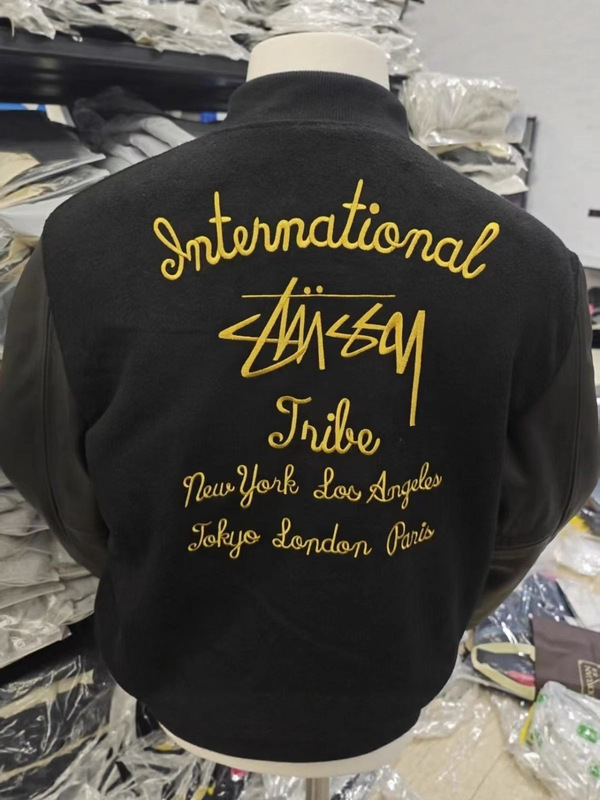 International
Stüssy
Tribe
New York Los Angeles
Tokyo London Paris